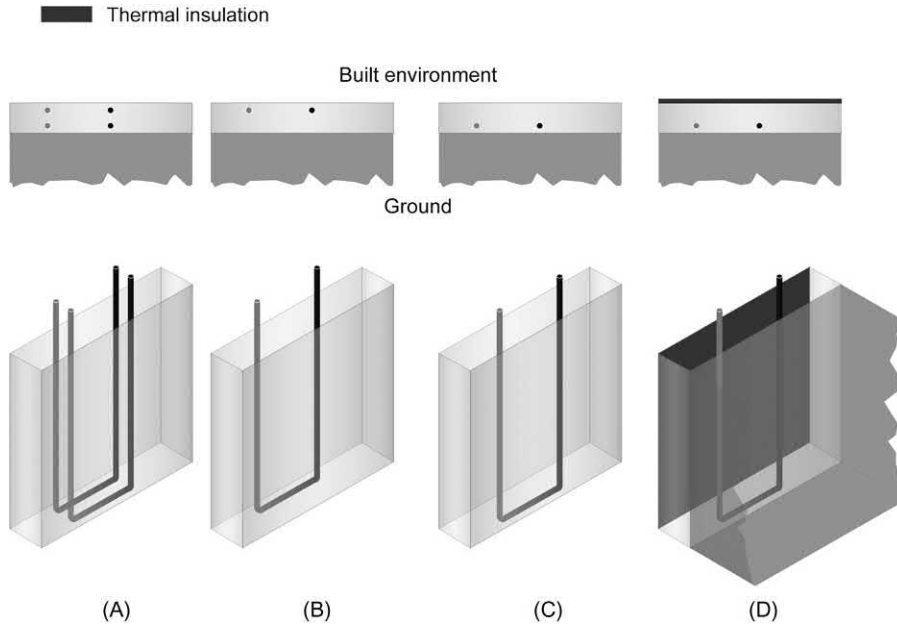 Thermal insulation
Built environment
Ground
(A)
(B)
(C)
(D)